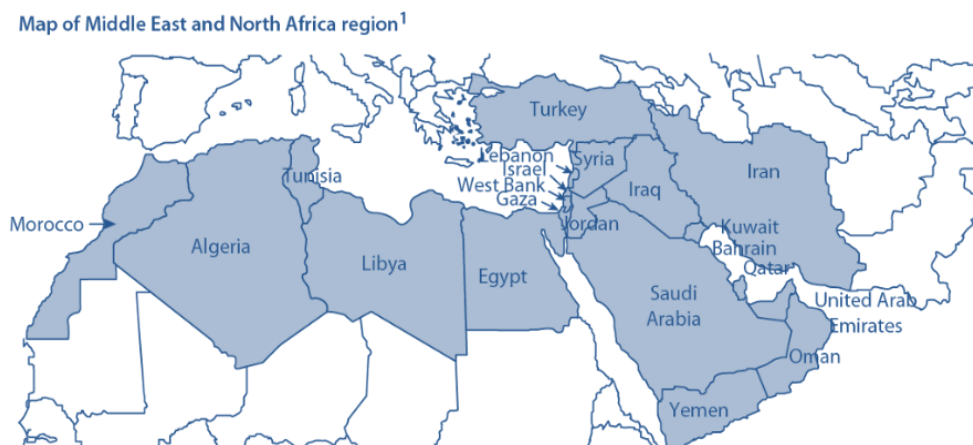 Map of Middle East and North Africa region1
Turkey
Lebanon
Syria
Israel
Tunisia
West Bank
Iraq
Iran
Gaza
Morocco
Jordan
Kuwait
Algeria
Bahrain
Libya
Egypt
Qatar
Saudi
Arabia
United Arab
Emirates
Oman
Yemen